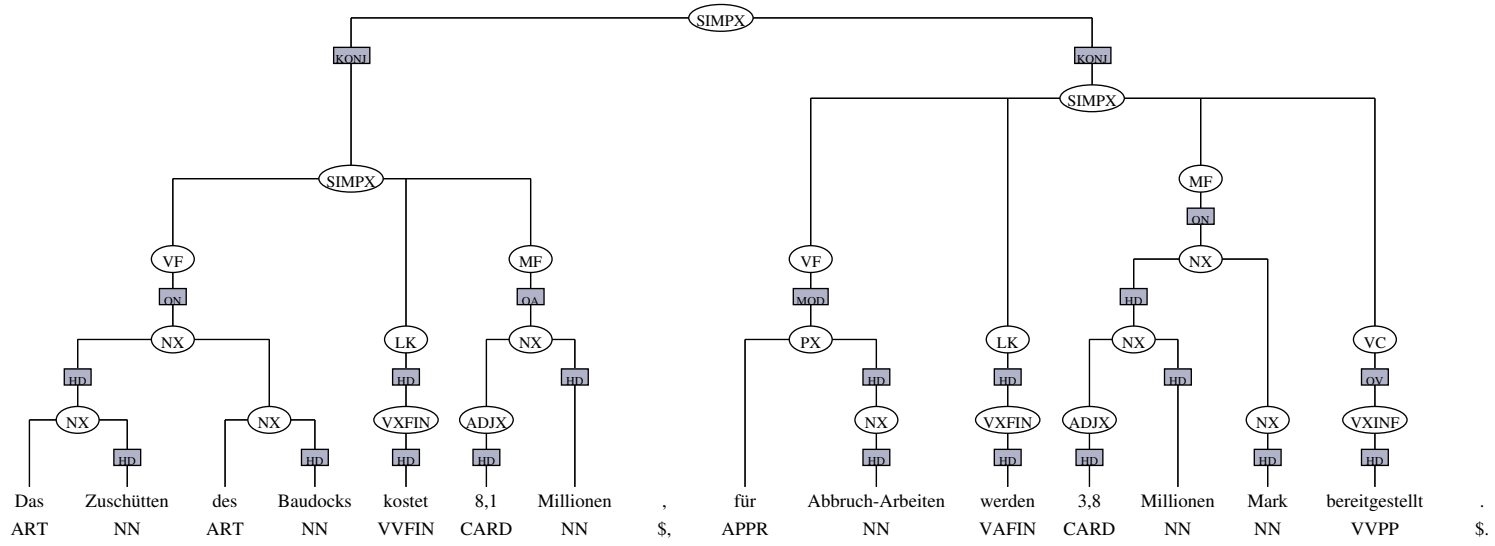 SIMPX
KONJ KONJ
SIMPX
SIMPX MF
ON
VF MF VF NX
ON OA MOD HD
NX LK NX PX LK NX VC
HD HD HD HD HD HD OV
NX NX VXFIN ADJX NX VXFIN ADJX NX VXINF
HD HD HD HD HD HD HD HD HD
Das Zuschütten des Baudocks kostet 8,1 Millionen , für Abbruch-Arbeiten werden 3,8 Millionen Mark bereitgestellt .
ART NN ART NN VVFIN CARD NN $, APPR NN VAFIN CARD NN NN VVPP $.